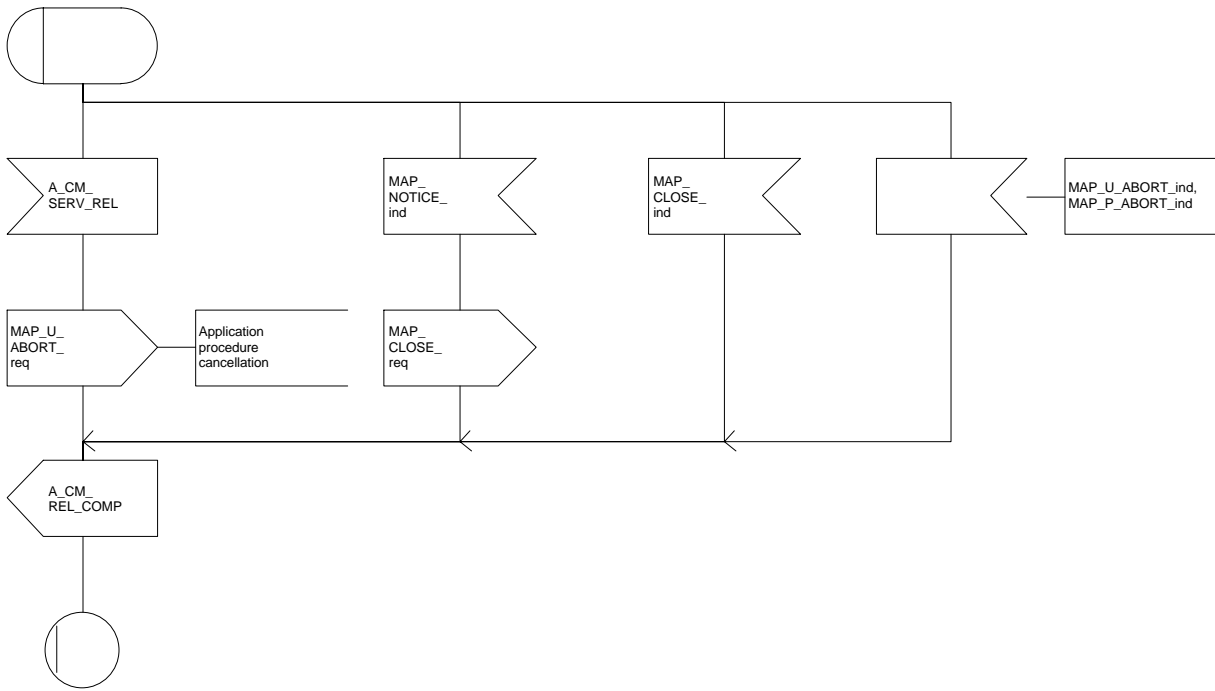 A_CM_
SERV_REL
MAP_
NOTICE_
ind
MAP_
CLOSE_
ind
MAP_U_ABORT_ind,
MAP_P_ABORT_ind
MAP_U_
ABORT_
req
Application
procedure
cancellation
MAP_
CLOSE_
req
A_CM_
REL_COMP